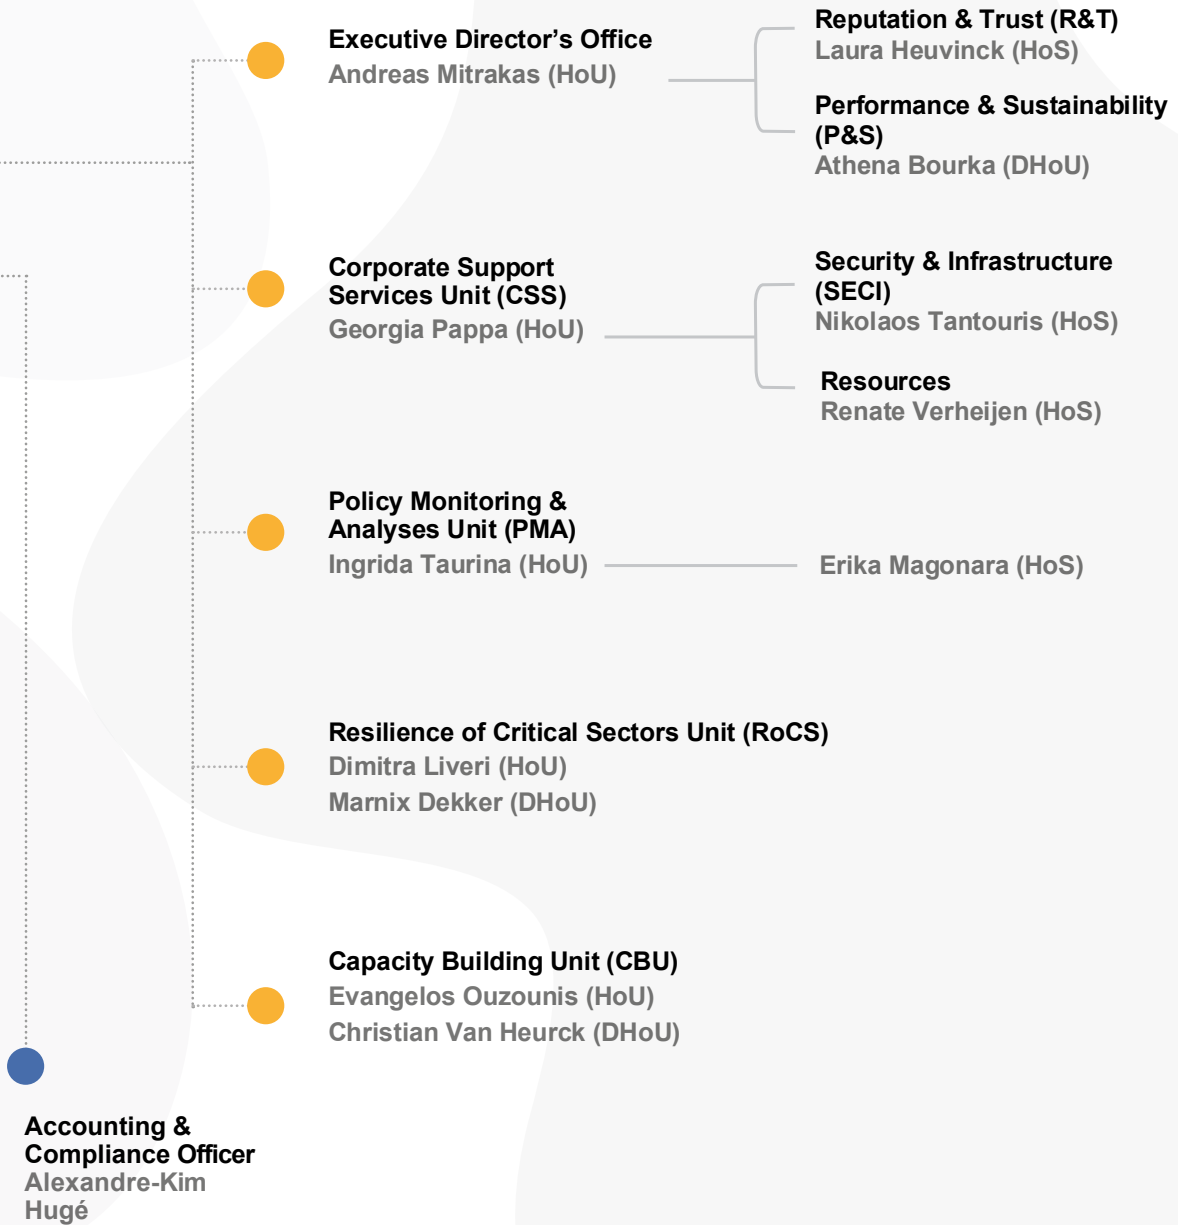 Executive Director’s Office
Andreas Mitrakas (HoU)
Reputation & Trust (R&T)
Laura Heuvinck (HoS)
Performance & Sustainability
(P&S)
Athena Bourka (DHoU)
Corporate Support
Services Unit (CSS)
Georgia Pappa (HoU)
Security & Infrastructure
(SECI)
Nikolaos Tantouris (HoS)
Resources
Renate Verheijen (HoS)
Policy Monitoring &
Analyses Unit (PMA)
Ingrida Taurina (HoU)
Erika Magonara (HoS)
Resilience of Critical Sectors Unit (RoCS)
Dimitra Liveri (HoU)
Marnix Dekker (DHoU)
Capacity Building Unit (CBU)
Evangelos Ouzounis (HoU)
Christian Van Heurck (DHoU)
Accounting &
Compliance Officer
Alexandre-Kim
Hugé